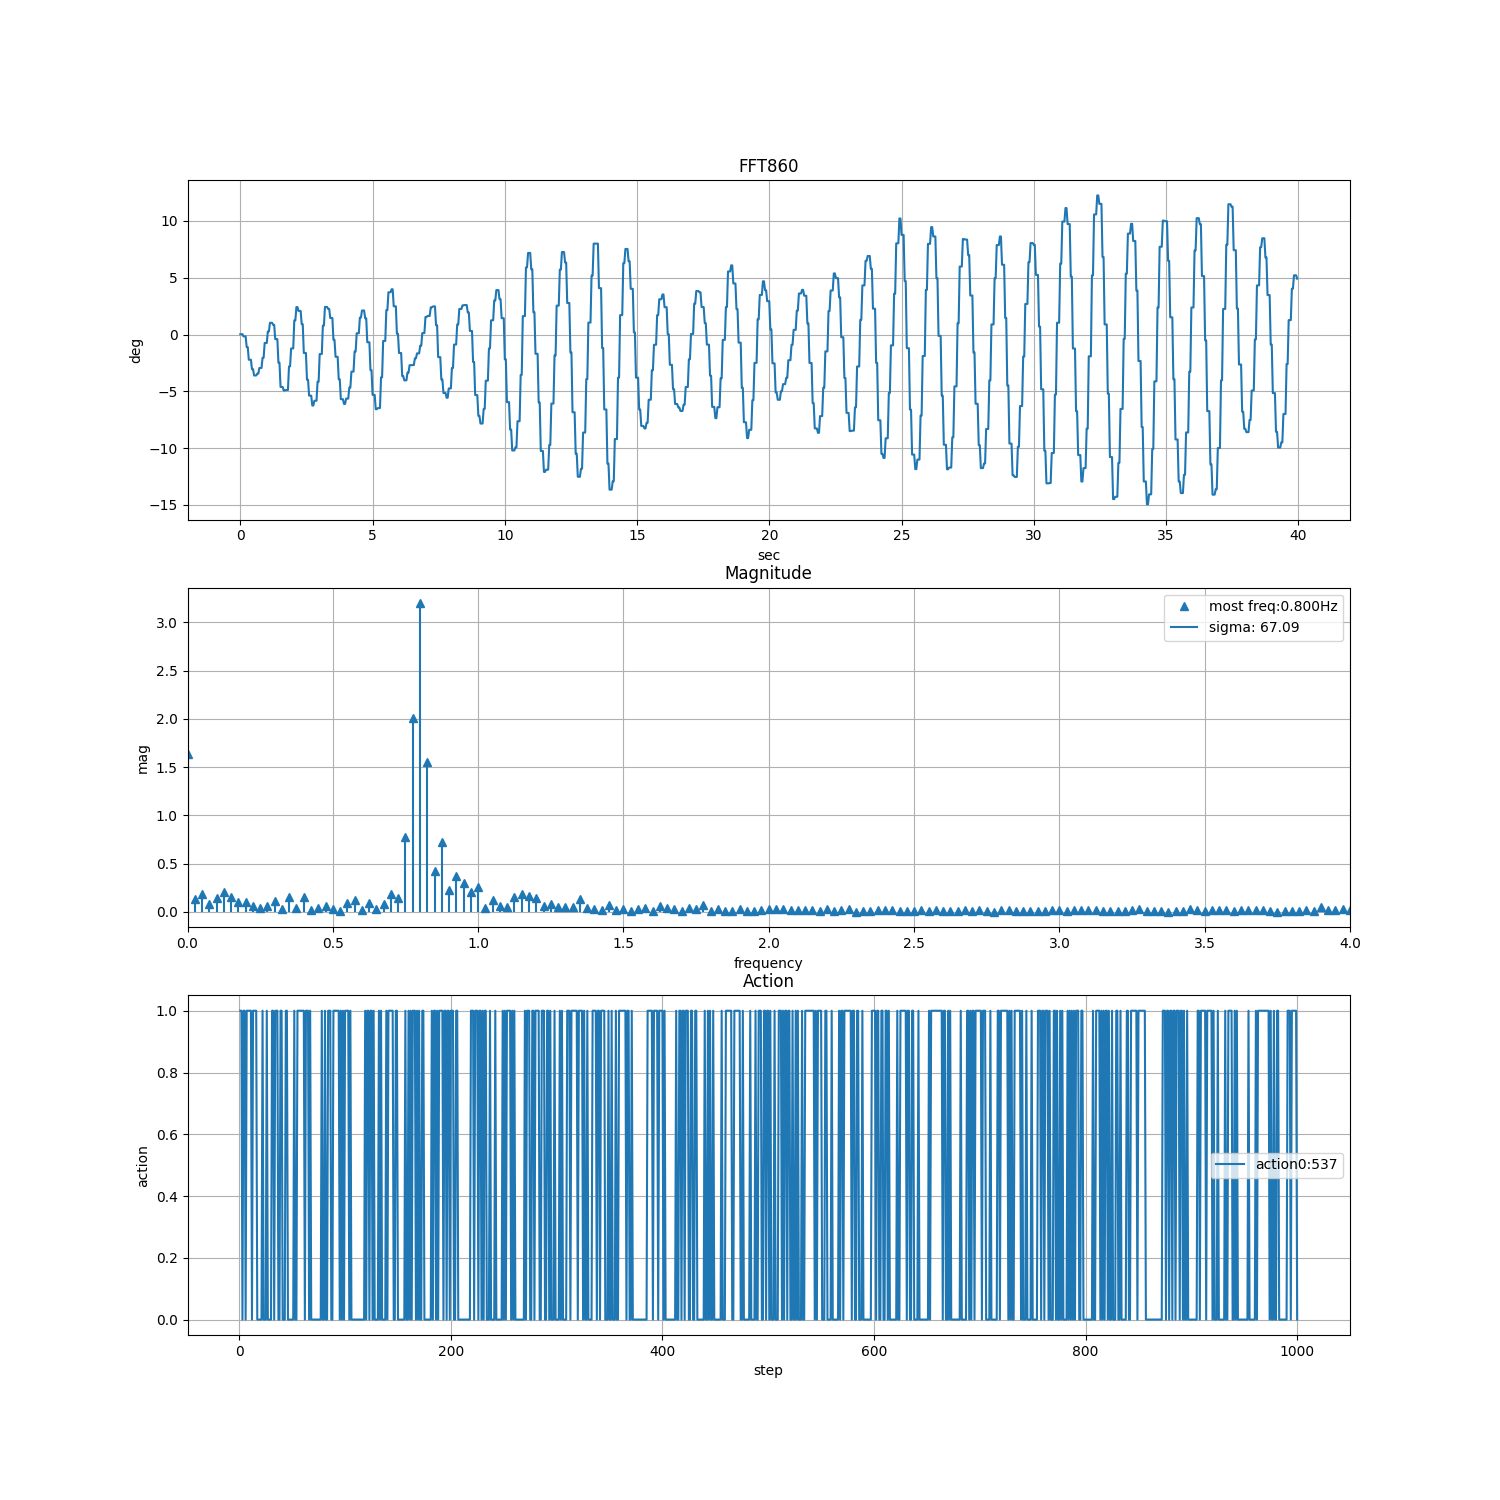 FFT860
10
5
0
−5
−10
−15
deg
0 5 10 15 20 25 30 35 40
sec
Magnitude
3.0
2.5
2.0
1.5
1.0
0.5
0.0
mag
most freq:0.800Hz
sigma: 67.09
0.0 0.5 1.0 1.5 2.0 2.5 3.0 3.5 4.0
frequency
Action
1.0
0.8
0.6
0.4
0.2
0.0
action
action0:537
0 200 400 600 800 1000
step